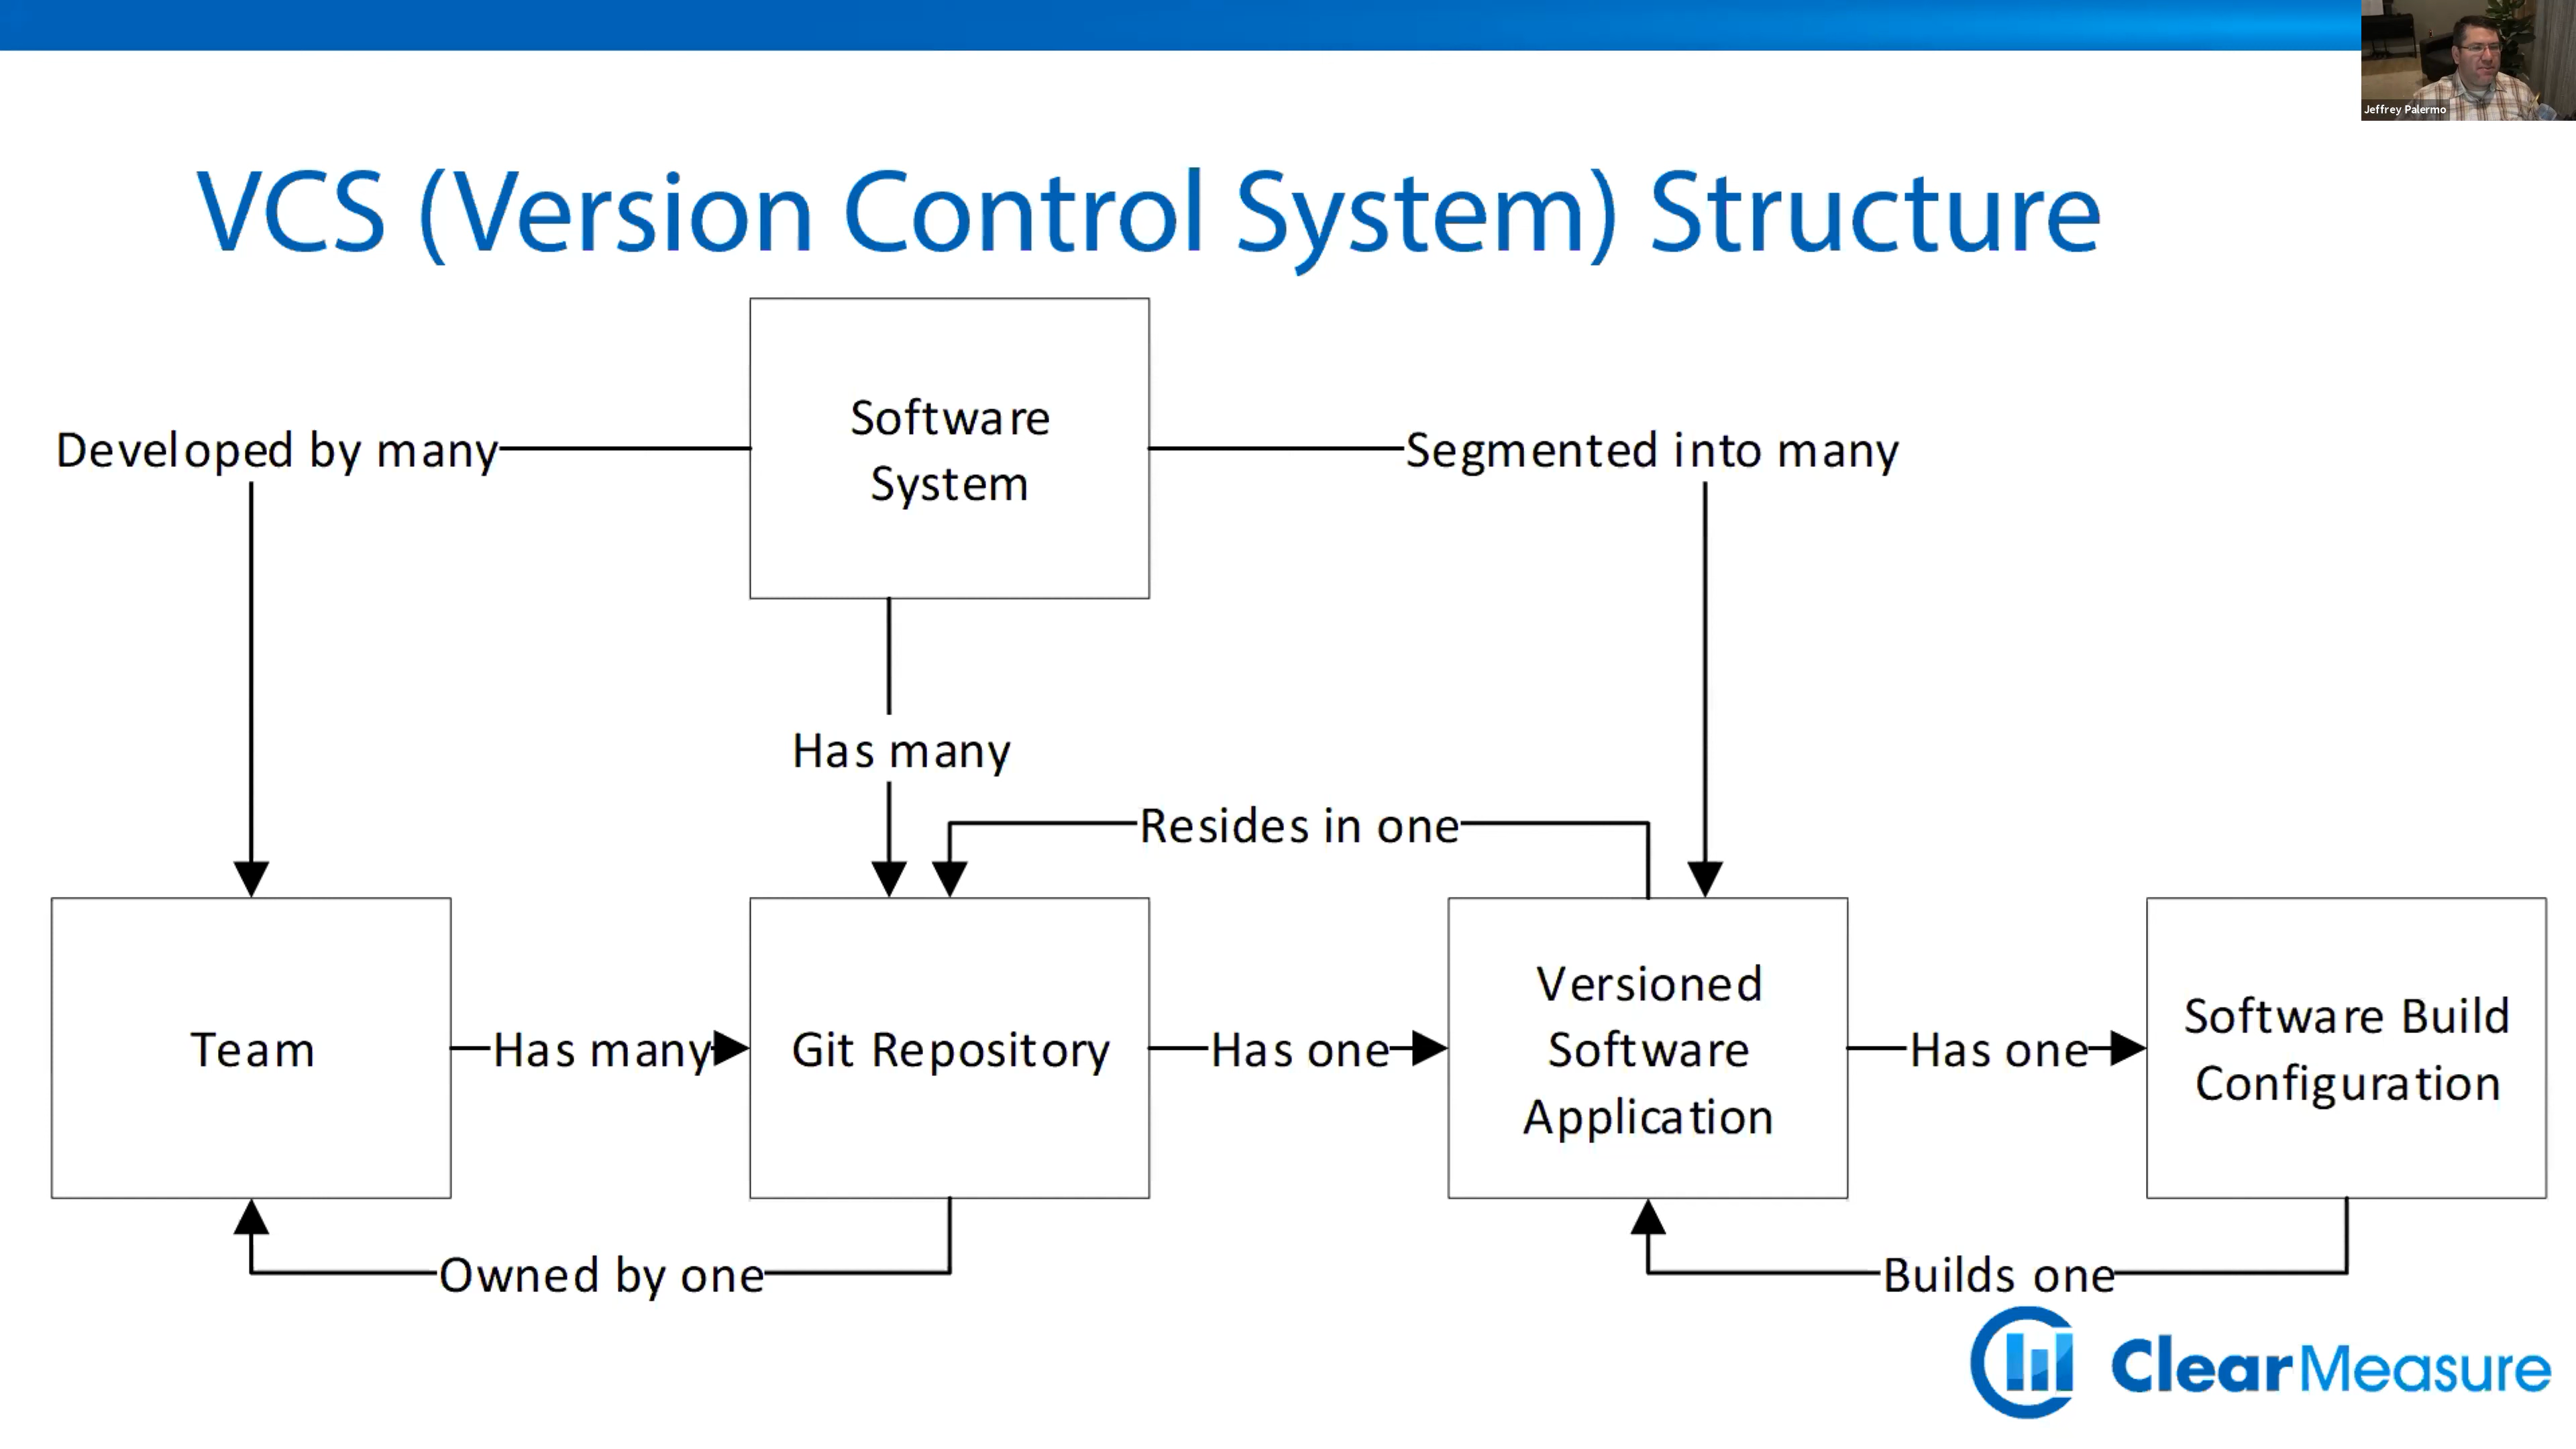 Jeffrey Palermo
VCS (Version Control System) Structure
Software
System
Developed by many
Segmented into many
Has many
Resides in one
Team
Has many
Git Repository
Has one
Versioned
Software
Application
Has one
Software Build
Configuration
Owned by one
Builds one
ClearMeasure